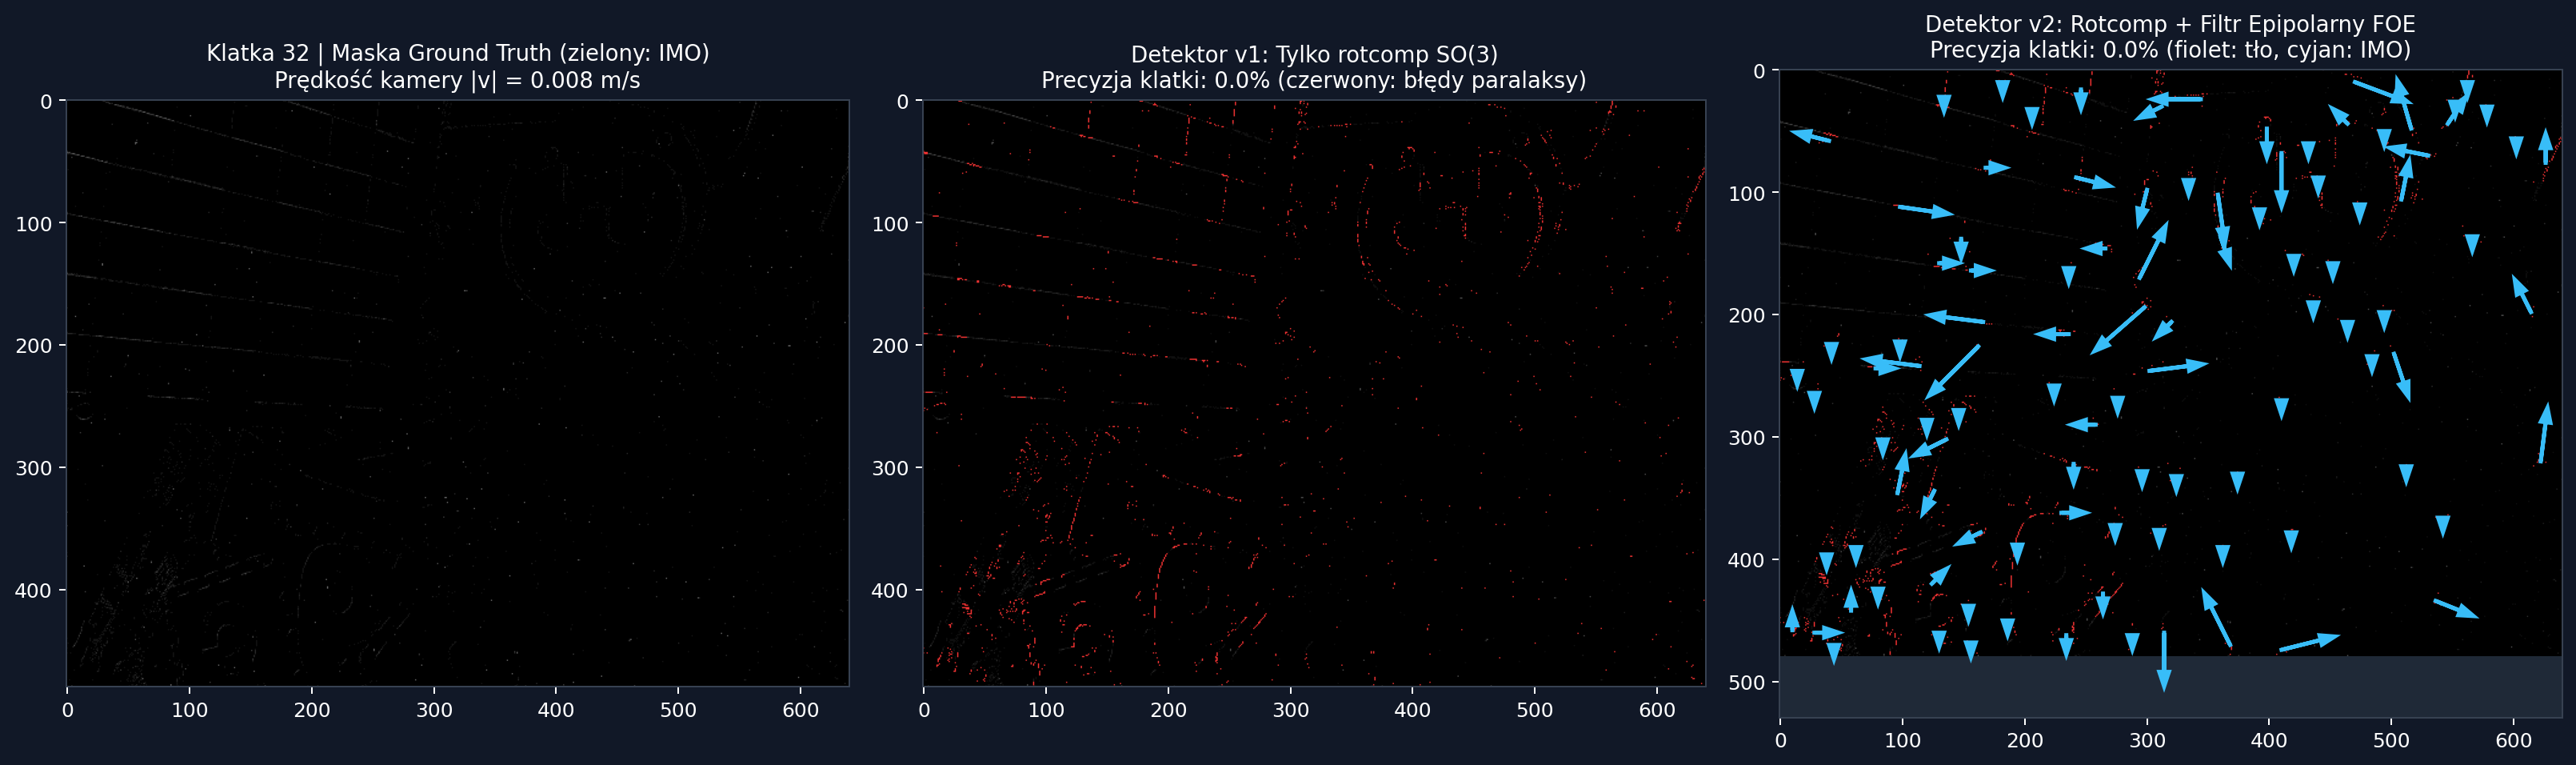 Klatka 32 | Maska Ground Truth (zielony: IMO)
Prędkość kamery |v| = 0.008 m/s
0
100
200
300
400
0 100 200 300 400 500 600
Detektor v1: Tylko rotcomp SO(3)
Precyzja klatki: 0.0% (czerwony: błędy paralaksy)
0
100
200
300
400
0 100 200 300 400 500 600
Detektor v2: Rotcomp + Filtr Epipolarny FOE
Precyzja klatki: 0.0% (fiolet: tło, cyjan: IMO)
0
100
200
300
400
500
0 100 200 300 400 500 600